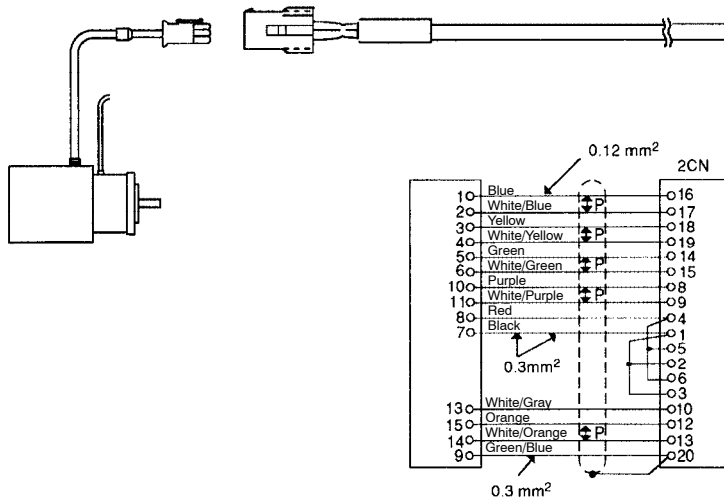 0.12 mm²
2CN
1 Blue 16
2 White/Blue P 17
3 Yellow 18
4 White/Yellow P 19
5 Green 14
6 White/Green P 15
10 Purple 8
11 White/Purple P 9
8 Red 4
7 Black 1
5
0.3mm² 2
6
3
13 White/Gray 10
15 Orange 12
14 White/Orange P 13
9 Green/Blue 20
0.3 mm²